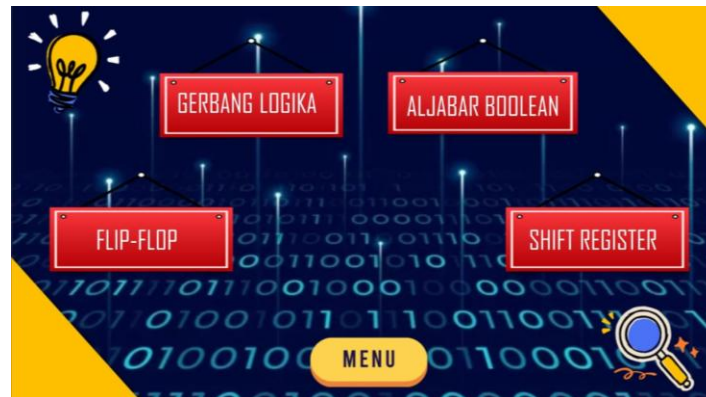 GERBANG LOGIKA
ALJABAR BOOLEAN
FLIP-FLOP
SHIFT REGISTER
MENU